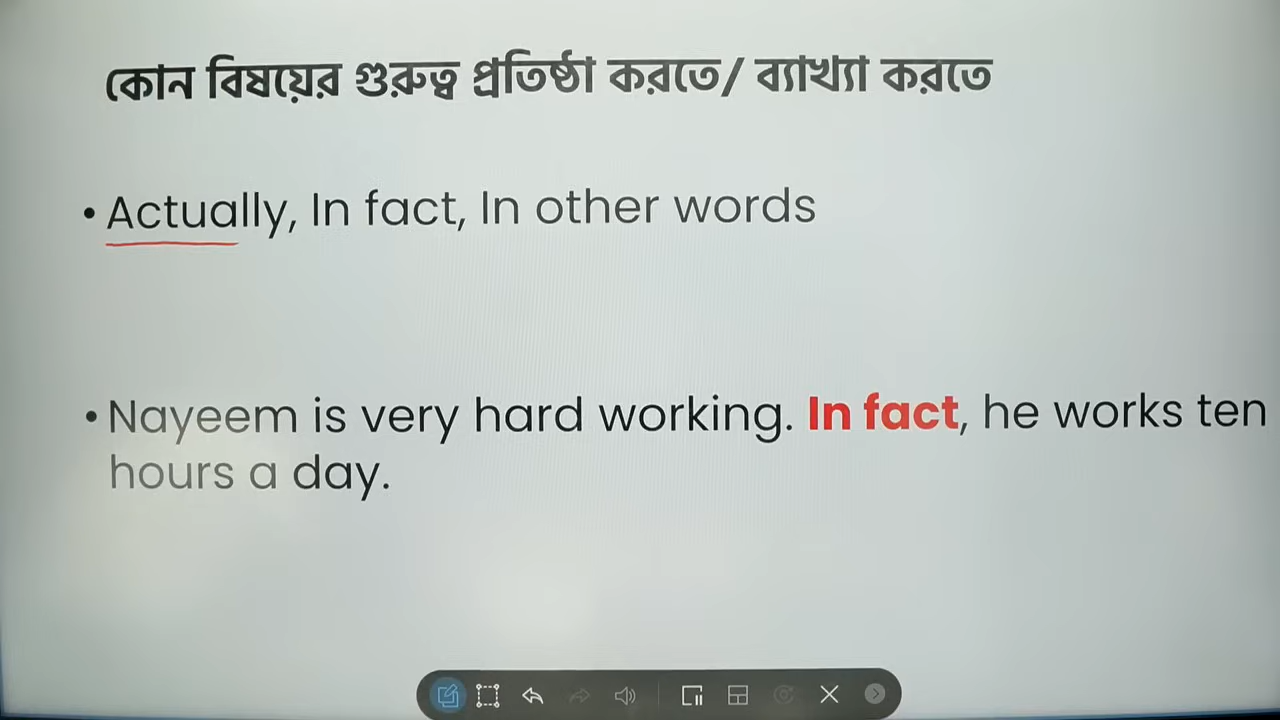 কোন বিষয়ের গুরুত্ব প্রতিষ্ঠা করতে/ ব্যাখ্যা করতে
• Actually, In fact, In other words
• Nayeem is very hard working. In fact, he works ten
hours a day.